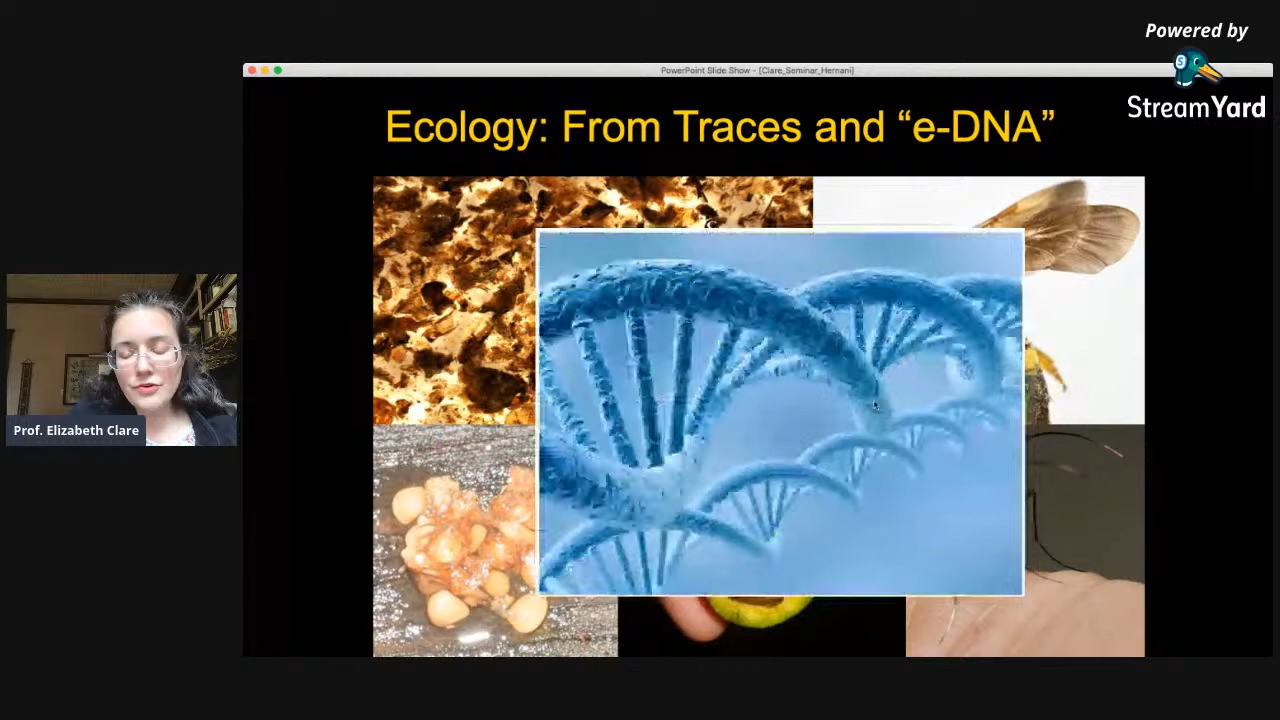 Powered by
StreamYard
PowerPoint Slide Show - [Clare_Seminar_Hernani]
Ecology: From Traces and “e-DNA”
Prof. Elizabeth Clare